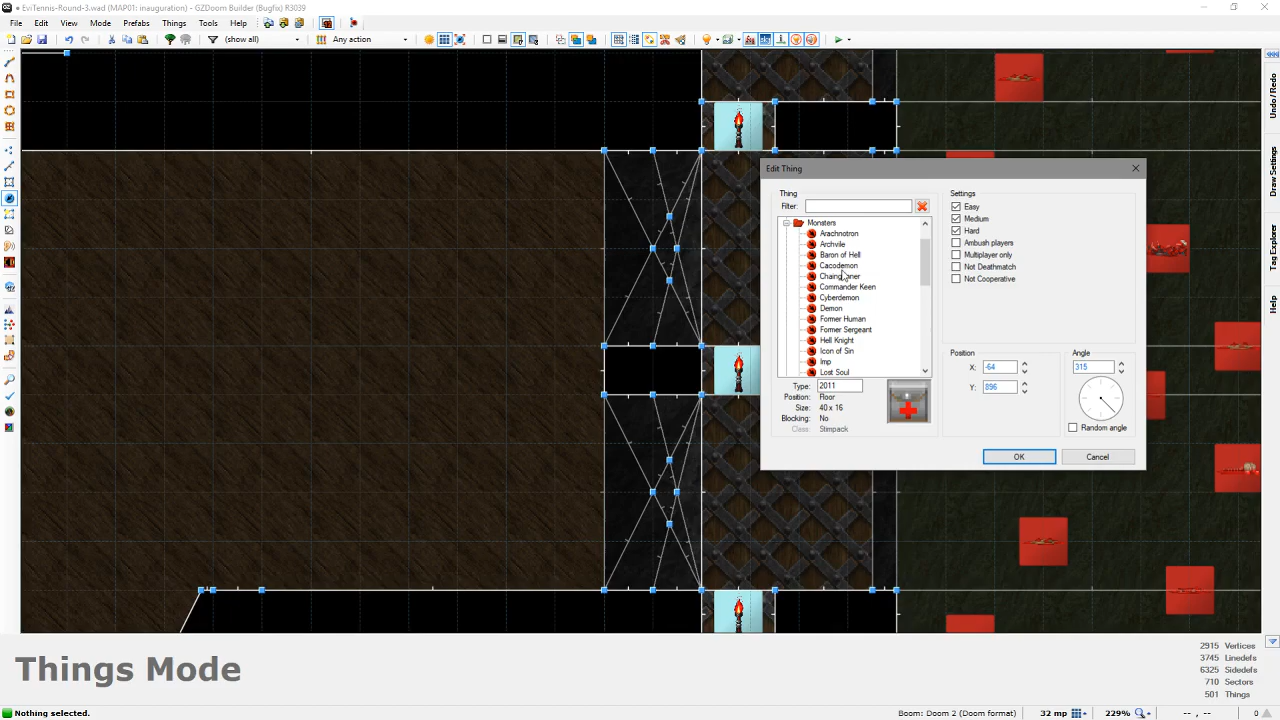 EviTennis-Round-3.wad (MAP01: inauguration) - GZDoom Builder (Bugfix) R3039
File Edit View Mode Prefabs Things Tools Help
(show all) Any action
Undo / Redo
Draw Settings
Tag Explorer
Help
Edit Thing
Thing
Filter:
Monsters
Arachnotron
Archvile
Baron of Hell
Cacodemon
Commander Keen
Cyberdemon
Demon
Former Human
Former Sergeant
Hell Knight
Icon of Sin
Imp
Lost Soul
Type: 2011
Position: Floor
Size: 40 x 16
Blocking: No
Class: Stimpack
Settings
Easy
Medium
Hard
Ambush players
Multiplayer only
Not Deathmatch
Not Cooperative
Position
X: -64
Y: 896
Angle
315
Random angle
OK Cancel
Things Mode
2915 Vertices
3745 Linedefs
6325 Sidedefs
710 Sectors
501 Things
Nothing selected.
Boom: Doom 2 (Doom format) 32 mp 229% -- , -- 0